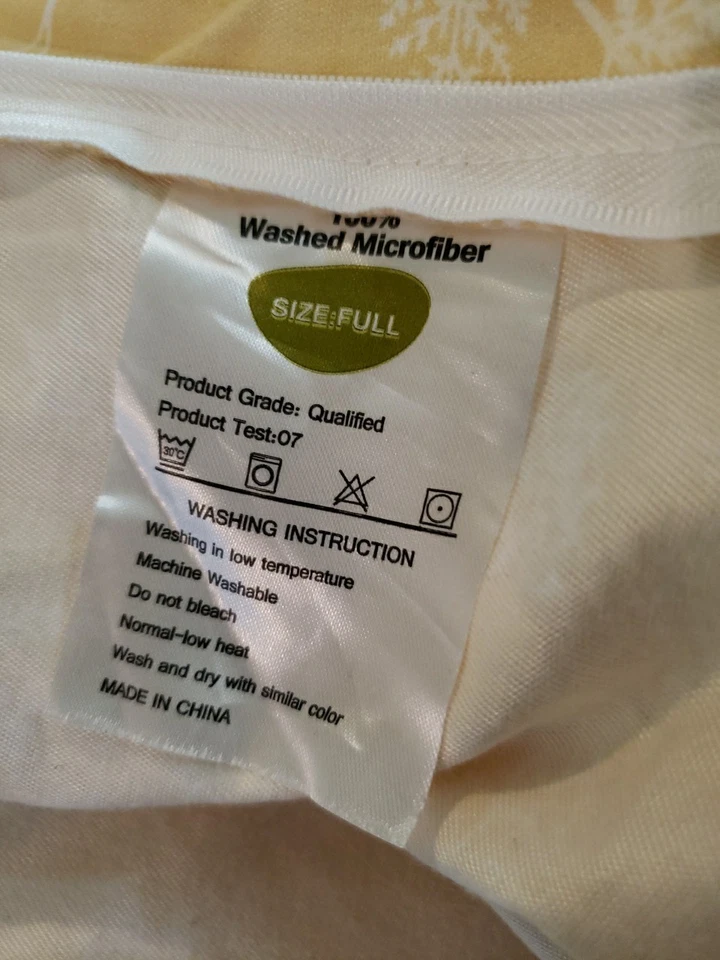 100%
Washed Microfiber
SIZE:FULL
Product Grade: Qualified
Product Test:07
30°C
WASHING INSTRUCTION
Washing in low temperature
Machine Washable
Do not bleach
Normal-low heat
Wash and dry with similar color
MADE IN CHINA